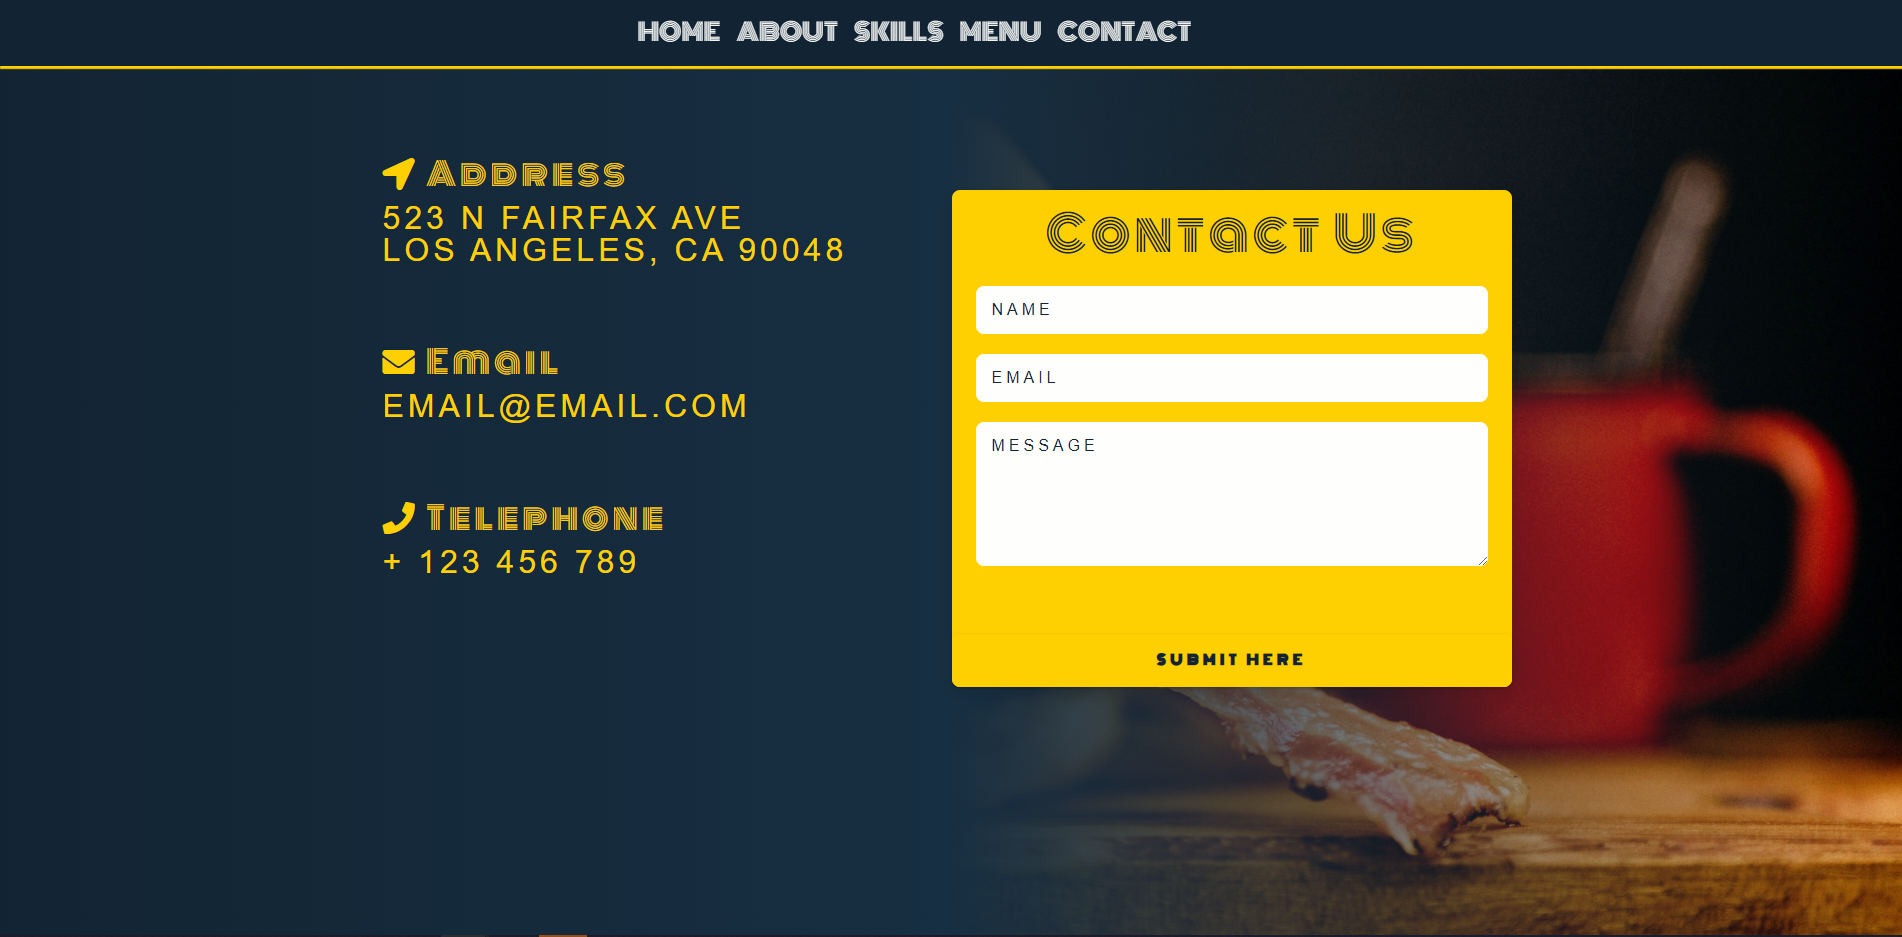 HOME ABOUT SKILLS MENU CONTACT
Address
523 N FAIRFAX AVE
LOS ANGELES, CA 90048
Email
EMAIL@EMAIL.COM
Telephone
+ 123 456 789
Contact Us
NAME
EMAIL
MESSAGE
SUBMIT HERE